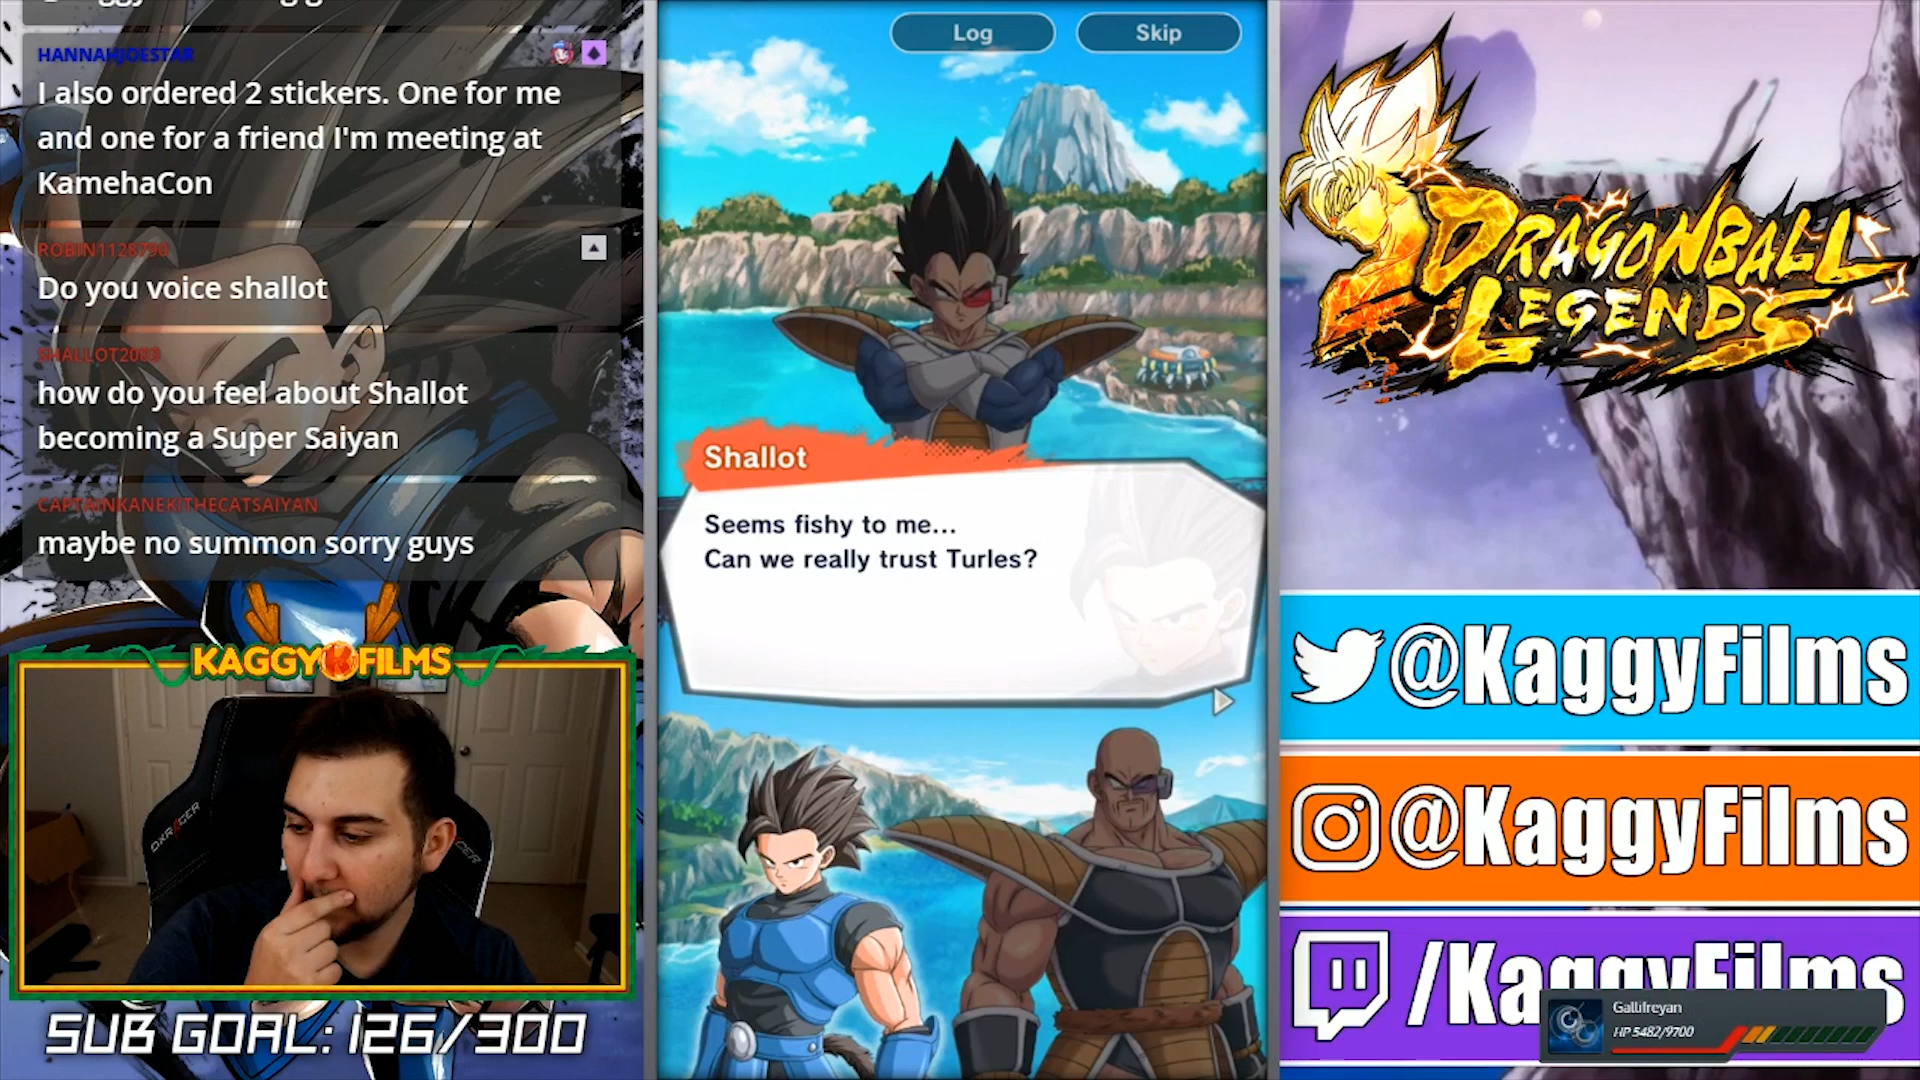 HANNAHJOESTAR
I also ordered 2 stickers. One for me
and one for a friend I'm meeting at
KamehaCon
ROBIN1128790
Do you voice shallot
how do you feel about Shallot
becoming a Super Saiyan
CAPTAINKANEKITHECATSAIYAN
maybe no summon sorry guys
KAGGY FILMS
DXRACER
SUB GOAL: 126/300
Log
Skip
Shallot
Seems fishy to me...
Can we really trust Turles?
DRAGONBALL
LEGENDS
@KaggyFilms
@KaggyFilms
/KaggyFilms
Gallifreyan
HP 5482/9700